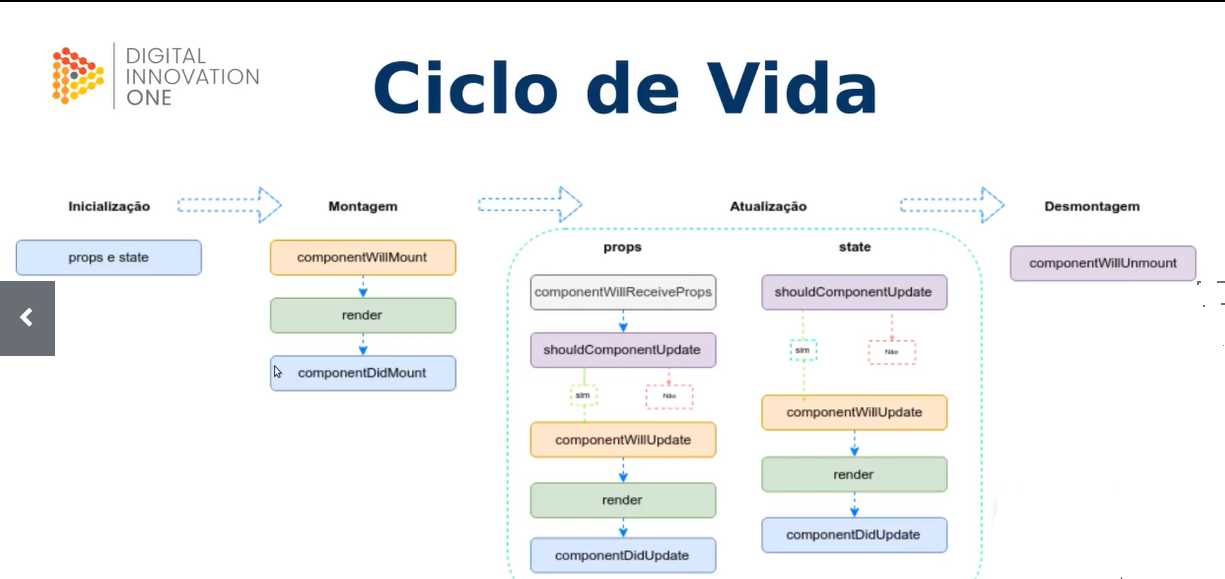 DIGITAL
INNOVATION
ONE
Ciclo de Vida
Inicialização
props e state
Montagem
componentWillMount
render
componentDidMount
Atualização
props
componentWillReceiveProps
shouldComponentUpdate
sim
Não
componentWillUpdate
render
componentDidUpdate
state
shouldComponentUpdate
sim
Não
componentWillUpdate
render
componentDidUpdate
Desmontagem
componentWillUnmount